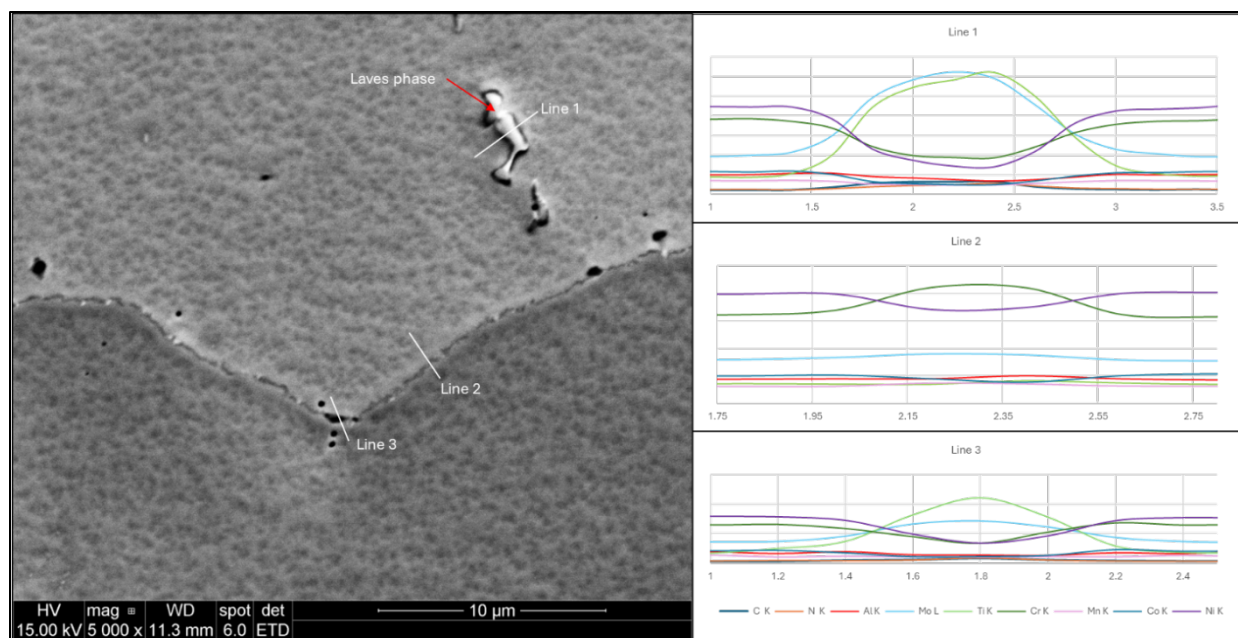 Laves phase
Line 1
Line 2
Line 3
HV mag WD spot det
15.00 kV 5 000 x 11.3 mm 6.0 ETD
10 µm
Line 1
1 1.5 2 2.5 3 3.5
Line 2
1.75 1.95 2.15 2.35 2.55 2.75
Line 3
1 1.2 1.4 1.6 1.8 2 2.2 2.4
C K N K Al K Mo L Ti K Cr K Mn K Co K Ni K